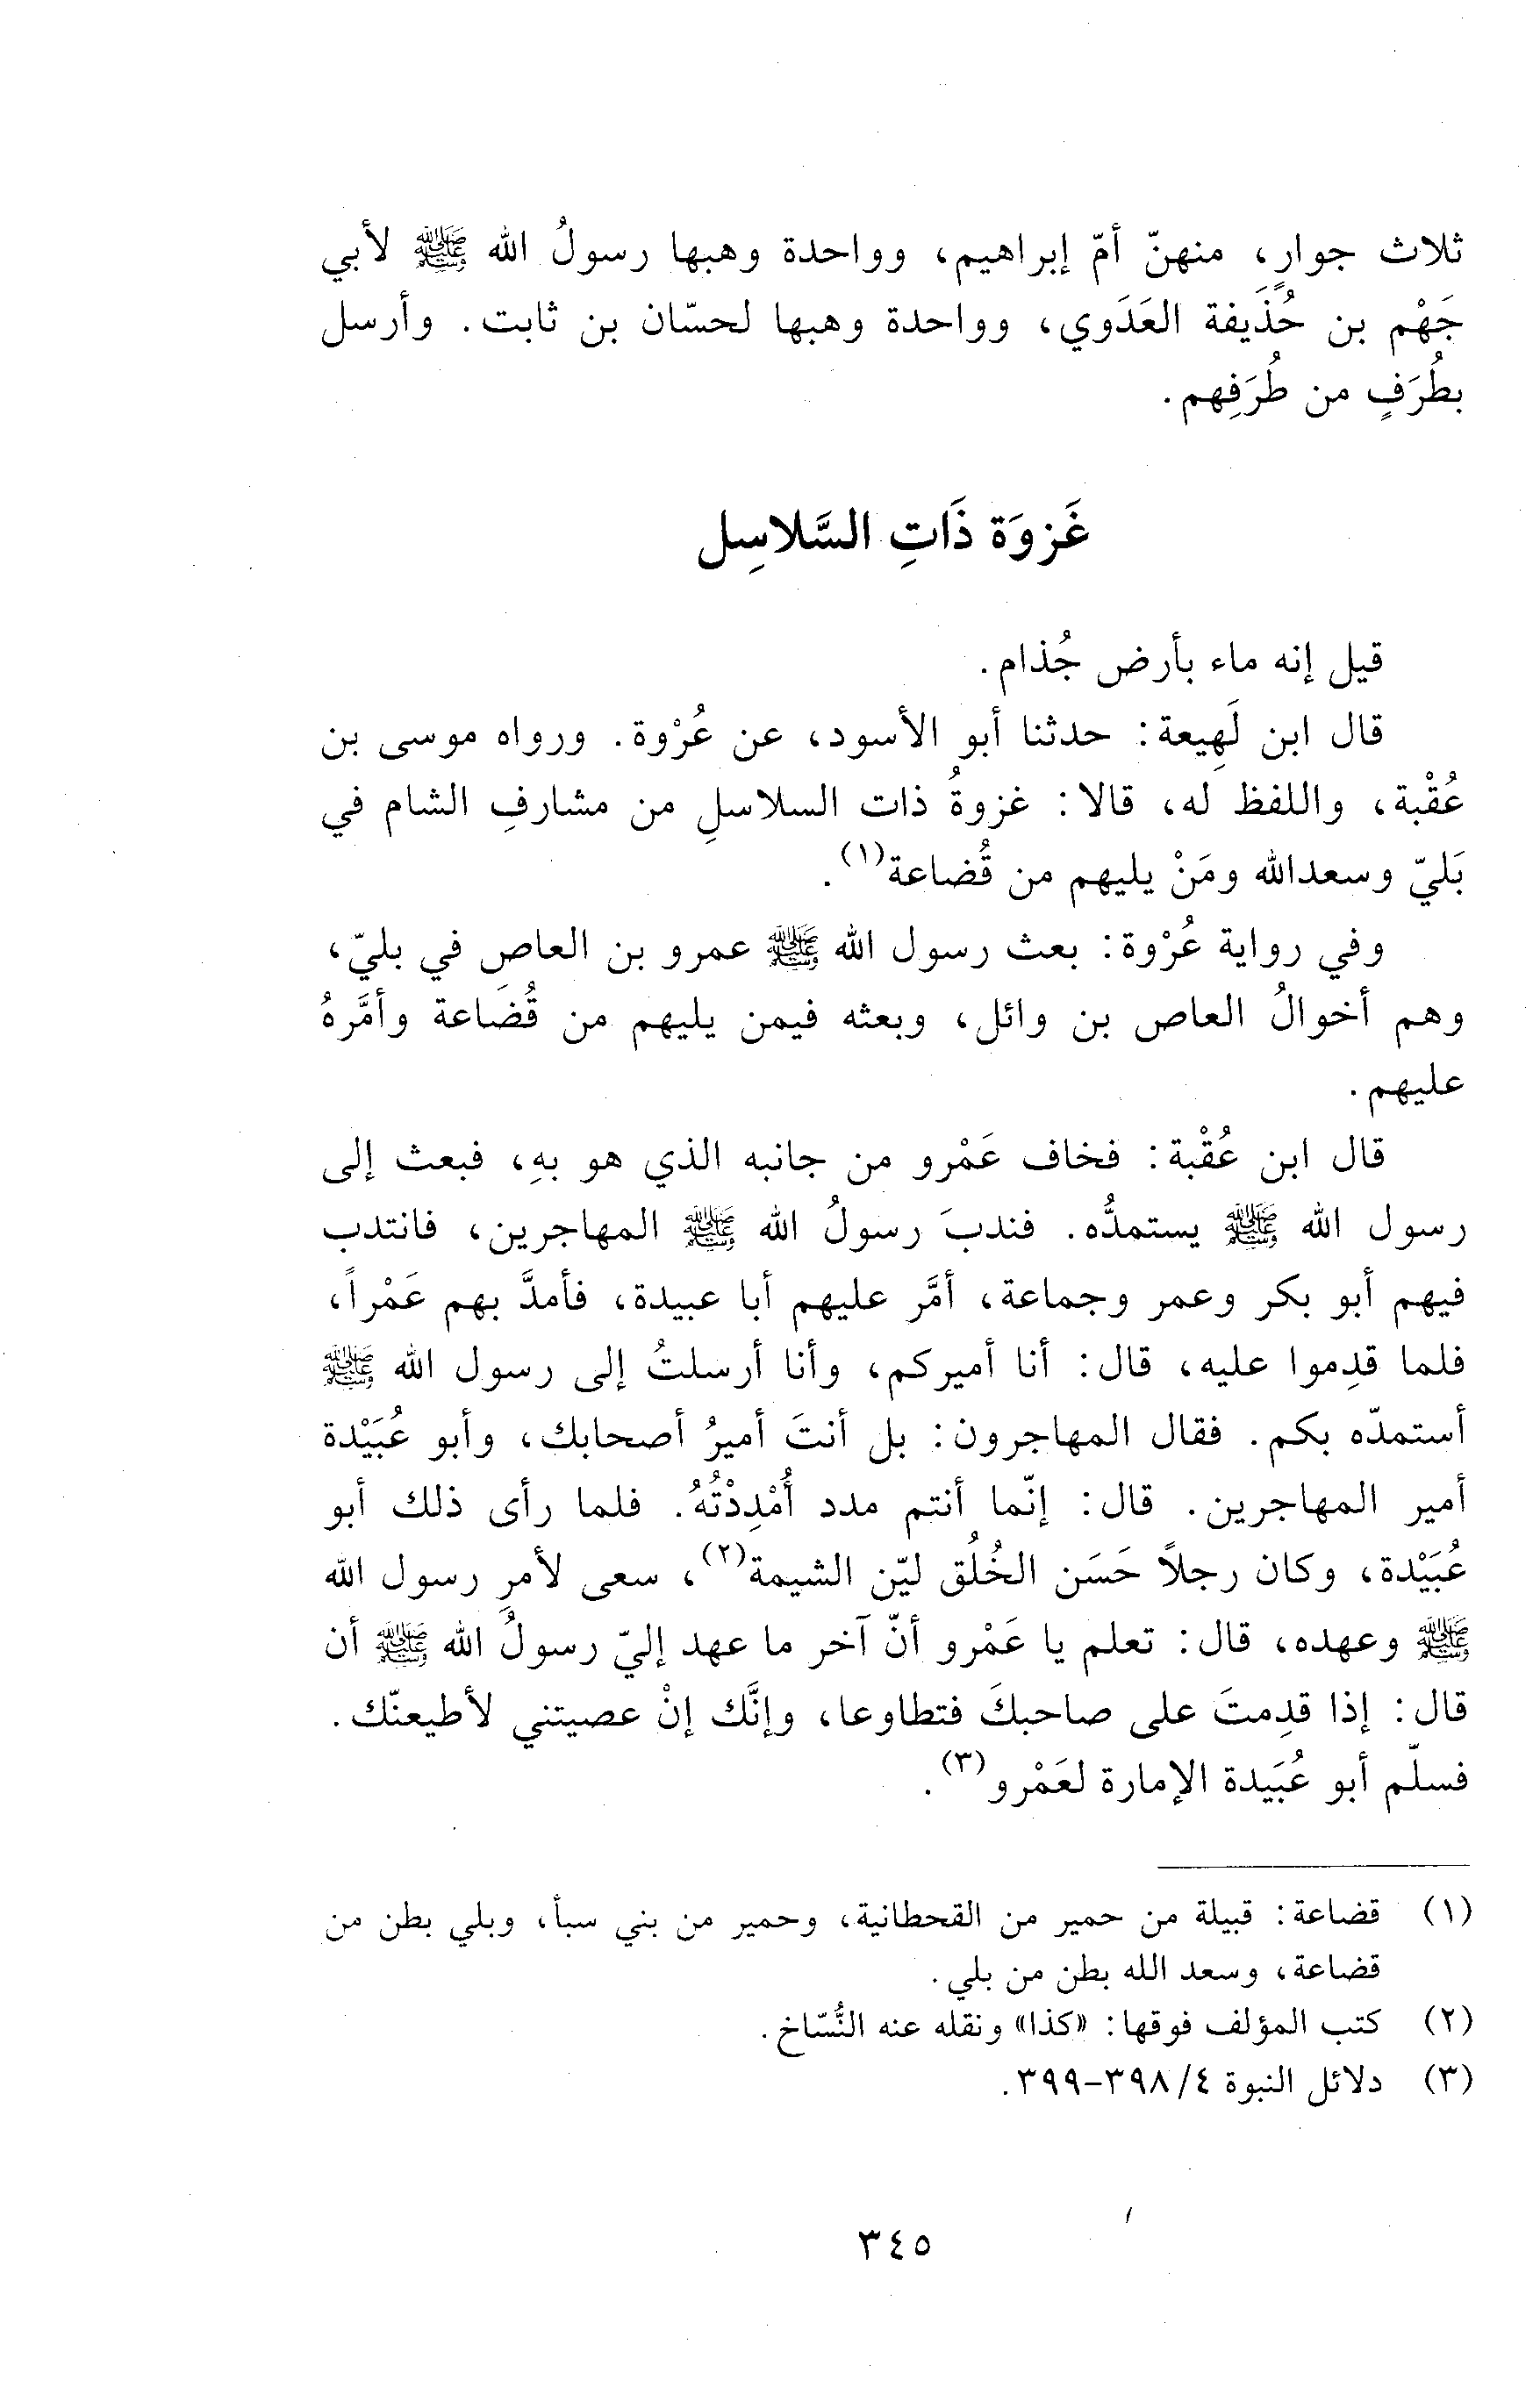 ثلاث جوارٍ، منهنّ أمّ إبراهيم، وواحدة وهبها رسولُ الله ﷺ لأبي
جَهْم بن حُذَيفة العَدَوي، وواحدة وهبها لحسّان بن ثابت. وأرسل
بطُرَفٍ من طُرَفِهم.
غَزوَة ذَاتِ السَّلاسِل
قيل إنه ماء بأرض جُذام.
قال ابن لَهِيعة: حدثنا أبو الأسود، عن عُرْوة. ورواه موسى بن
عُقْبة، واللفظ له، قالا: غزوةُ ذات السلاسلِ من مشارفِ الشام في
بَليّ وسعدالله ومَنْ يليهم من قُضاعة(١).
وفي رواية عُرْوة: بعث رسول الله ﷺ عمرو بن العاص في بليّ،
وهم أخوالُ العاص بن وائل، وبعثه فيمن يليهم من قُضَاعة وأمَّرهُ
عليهم.
قال ابن عُقْبة: فخاف عَمْرو من جانبه الذي هو بهِ، فبعث إلى
رسول الله ﷺ يستمدُّه. فندبَ رسولُ الله ﷺ المهاجرين، فانتدب
فيهم أبو بكر وعمر وجماعة، أمَّر عليهم أبا عبيدة، فأمدَّ بهم عَمْراً،
فلما قدِموا عليه، قال: أنا أميركم، وأنا أرسلتُ إلى رسول الله ﷺ
أستمدّه بكم. فقال المهاجرون: بل أنتَ أميرُ أصحابك، وأبو عُبَيْدة
أمير المهاجرين. قال: إنّما أنتم مدد أُمْدِدْتُهُ. فلما رأى ذلك أبو
عُبَيْدة، وكان رجلاً حَسَن الخُلُق ليّن الشيمة(٢)، سعى لأمرِ رسول الله
ﷺ وعهده، قال: تعلم يا عَمْرو أنّ آخر ما عهد إليّ رسولُ الله ﷺ أن
قال: إذا قدِمتَ على صاحبكَ فتطاوعا، وإنَّك إنْ عصيتني لأطيعنّك.
فسلّم أبو عُبَيدة الإمارة لعَمْرو(٣).
(١) قضاعة: قبيلة من حمير من القحطانية، وحمير من بني سبأ، وبلي بطن من
قضاعة، وسعد الله بطن من بلي.
(٢) كتب المؤلف فوقها: «كذا» ونقله عنه النُّسّاخ.
(٣) دلائل النبوة ٤/ ٣٩٨-٣٩٩.
٣٤٥